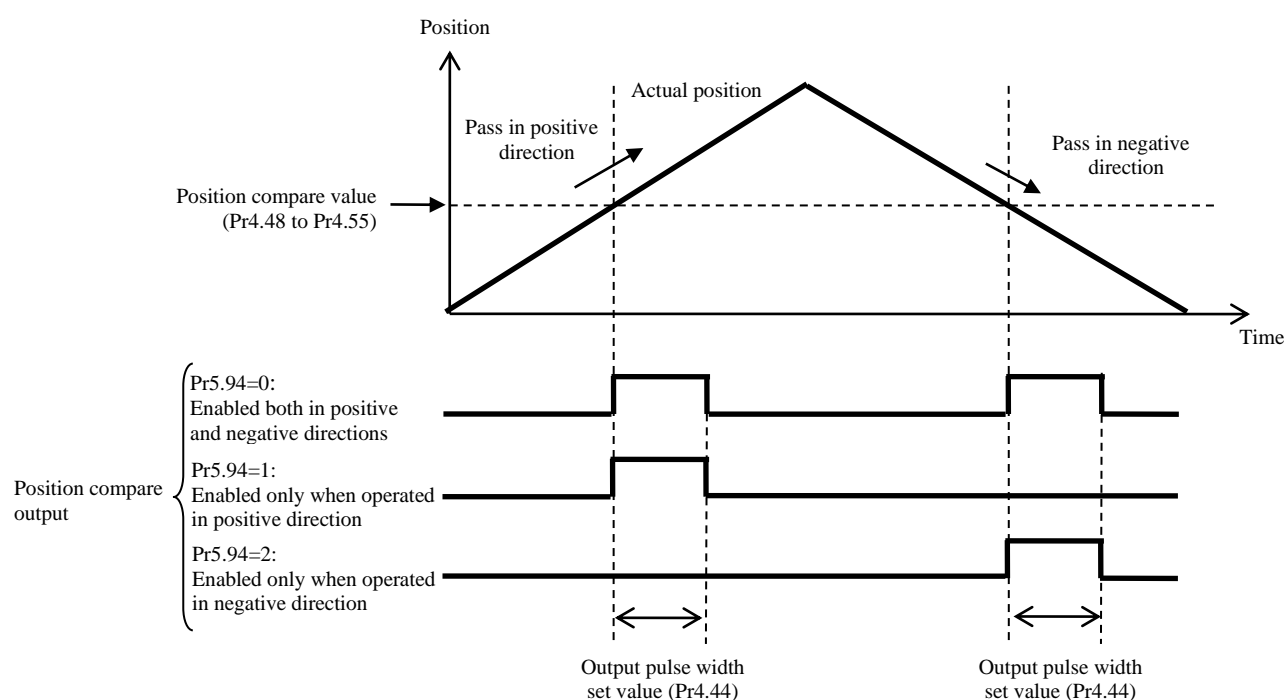 Position
Actual position
Pass in positive
direction
Pass in negative
direction
Position compare value
(Pr4.48 to Pr4.55)
Time
Pr5.94=0:
Enabled both in positive
and negative directions
Pr5.94=1:
Enabled only when operated
in positive direction
Position compare
output
Pr5.94=2:
Enabled only when operated
in negative direction
Output pulse width
set value (Pr4.44)
Output pulse width
set value (Pr4.44)